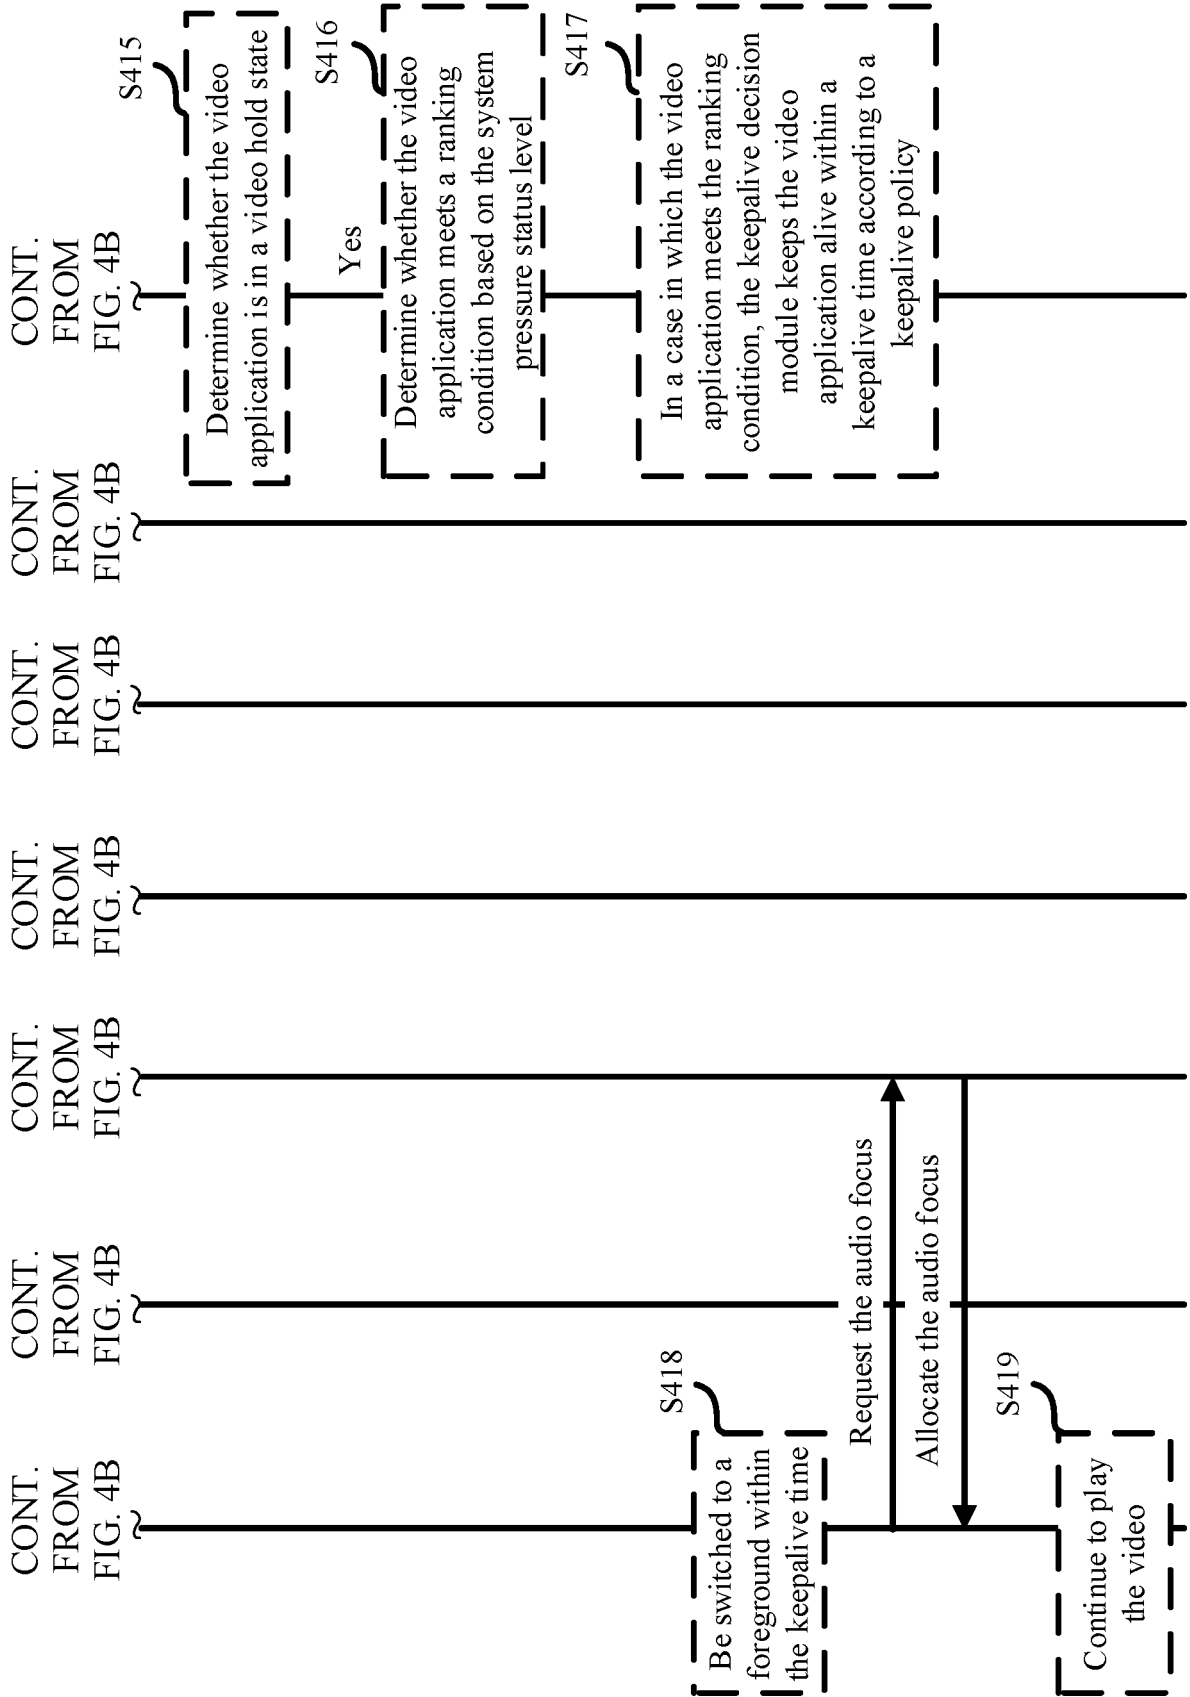 CONT.
FROM
FIG. 4B
CONT.
FROM
FIG. 4B
CONT.
FROM
FIG. 4B
CONT.
FROM
FIG. 4B
CONT.
FROM
FIG. 4B
CONT.
FROM
FIG. 4B
CONT.
FROM
FIG. 4B
S415
Determine whether the video
application is in a video hold state
Yes
S416
Determine whether the video
application meets a ranking
condition based on the system
pressure status level
S417
In a case in which the video
application meets the ranking
condition, the keepalive decision
module keeps the video
application alive within a
keepalive time according to a
keepalive policy
S418
Be switched to a
foreground within
the keepalive time
Request the audio focus
Allocate the audio focus
S419
Continue to play
the video